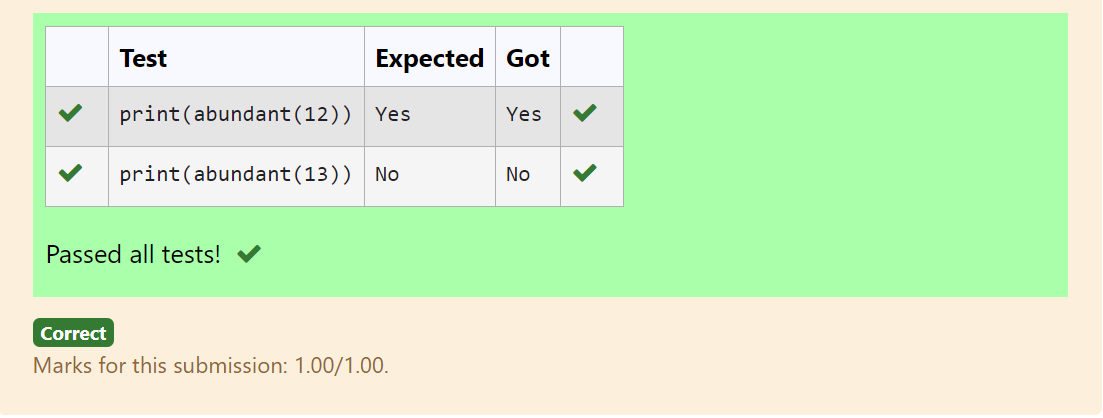 Test Expected Got
print(abundant(12)) Yes Yes
print(abundant(13)) No No
Passed all tests!
Correct
Marks for this submission: 1.00/1.00.